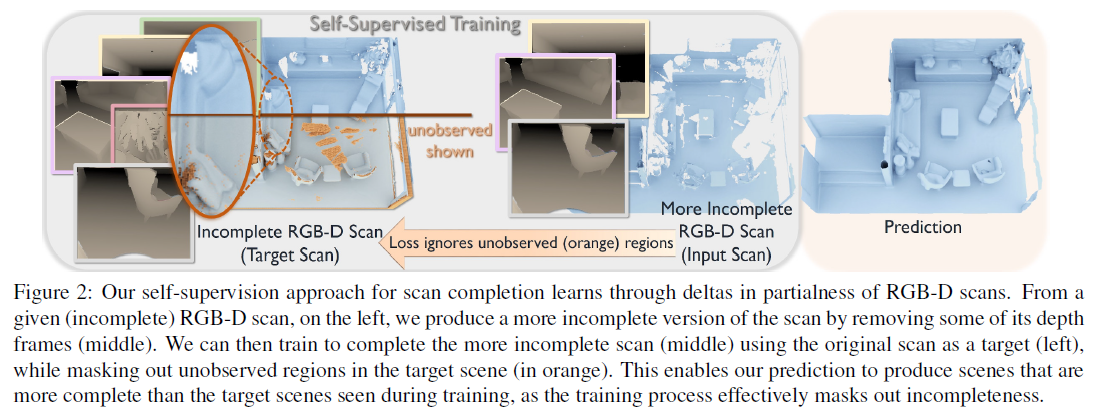 Self-Supervised Training
unobserved
shown
Incomplete RGB-D Scan
(Target Scan)
Loss ignores unobserved (orange) regions
More Incomplete
RGB-D Scan
(Input Scan)
Prediction
Figure 2: Our self-supervision approach for scan completion learns through deltas in partialness of RGB-D scans. From a
given (incomplete) RGB-D scan, on the left, we produce a more incomplete version of the scan by removing some of its depth
frames (middle). We can then train to complete the more incomplete scan (middle) using the original scan as a target (left),
while masking out unobserved regions in the target scene (in orange). This enables our prediction to produce scenes that are
more complete than the target scenes seen during training, as the training process effectively masks out incompleteness.